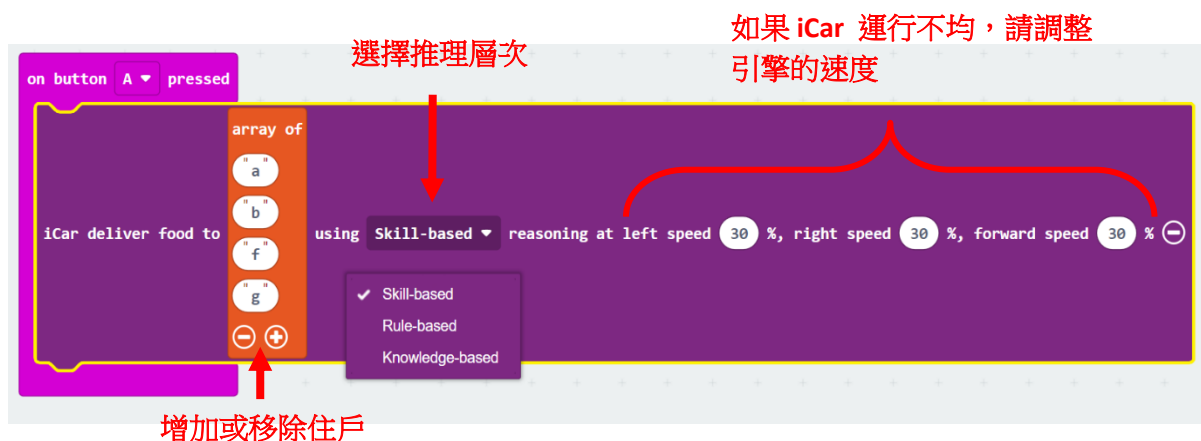 如果 iCar 運行不均，請調整
引擎的速度
選擇推理層次
on button A pressed
array of
"a"
"b"
"f"
"g"
iCar deliver food to using Skill-based reasoning at left speed 30 %, right speed 30 %, forward speed 30 %
Skill-based
Rule-based
Knowledge-based
增加或移除住戶